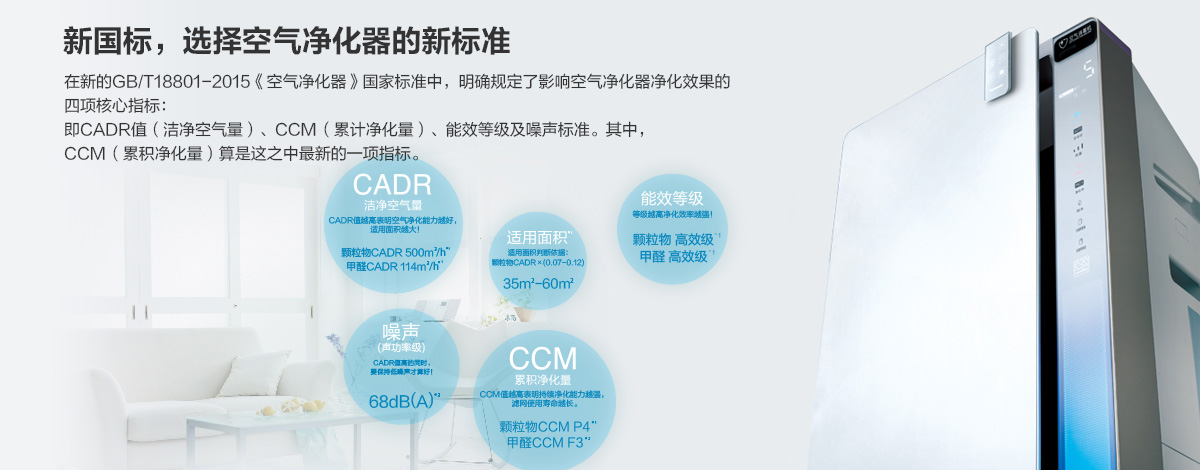 新国标，选择空气净化器的新标准
在新的GB/T18801-2015《空气净化器》国家标准中，明确规定了影响空气净化器净化效果的
四项核心指标：
即CADR值（洁净空气量）、CCM（累计净化量）、能效等级及噪声标准。其中，
CCM（累积净化量）算是这之中最新的一项指标。
CADR
洁净空气量
CADR值越高表明空气净化能力越好，
适用面积越大！
颗粒物CADR 500m³/h*¹
甲醛CADR 114m³/h*¹
适用面积*¹
适用面积判断依据：
颗粒物CADR×(0.07-0.12)
35m²-60m²
能效等级
等级越高净化效率越强！
颗粒物 高效级*¹
甲醛 高效级*¹
噪声
(声功率级)
CADR值高的同时，
要保持低噪声才算好！
68dB(A)*³
CCM
累积净化量
CCM值越高表明持续净化能力越强，
滤网使用寿命越长。
颗粒物CCM P4*¹
甲醛CCM F3*²
空气消毒机